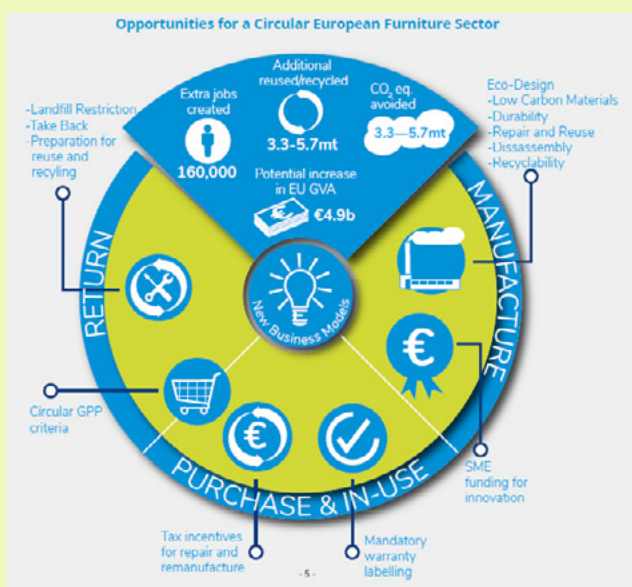 Opportunities for a Circular European Furniture Sector
Extra jobs
created
160,000
Additional
reused/recycled
3.3-5.7mt
CO₂ eq.
avoided
3.3—5.7mt
Potential increase
in EU GVA
€
€4.9b
-Landfill Restriction
-Take Back
-Preparation for
reuse and
recyling
Eco-Design
-Low Carbon Materials
-Durability
-Repair and Reuse
-Dissassembly
-Recyclability
RETURN
MANUFACTURE
New Business Models
€
€
PURCHASE & IN-USE
Circular GPP
criteria
SME
funding for
innovation
Tax incentives
for repair and
remanufacture
Mandatory
warranty
labelling
- 5 -